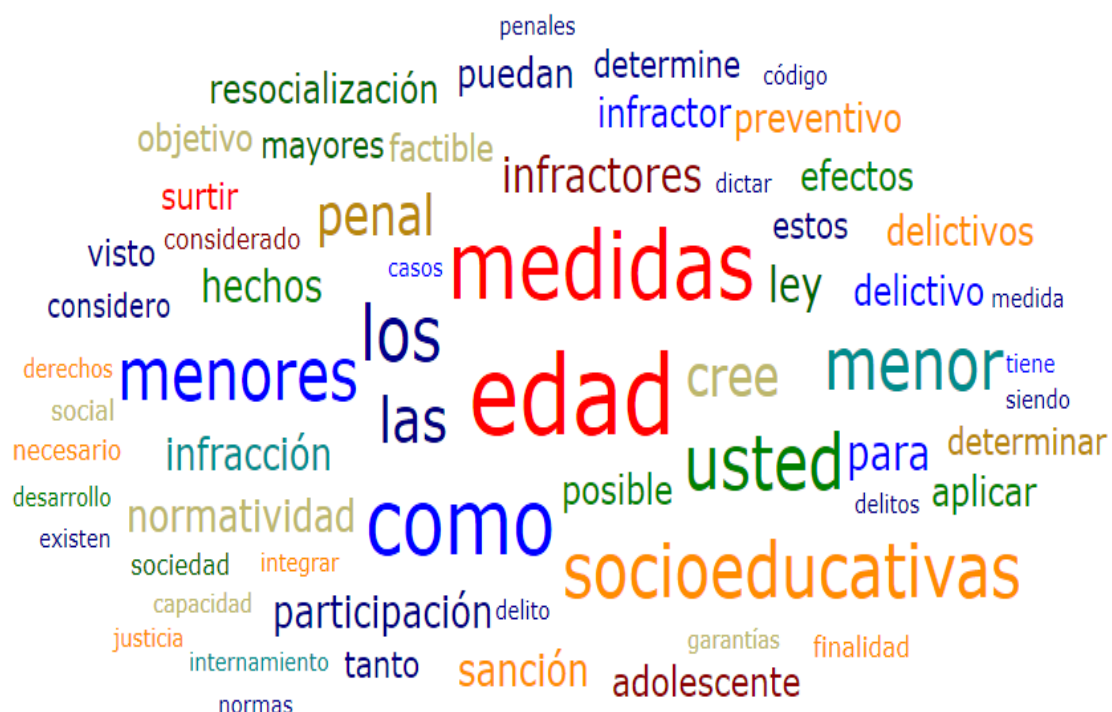 penales
resocialización puedan determine código
objetivo mayores factible infractor preventivo
surtir penal infractores dictar efectos
visto considerado casos medidas estos delictivos
considero hechos los ley delictivo medida
derechos menores edad cree menor tiene
social las siendo
necesario infracción usted para determinar
desarrollo normatividad como posible delitos aplicar
existen sociedad integrar socioeducativas
capacidad participación delito
justicia internamiento tanto sanción garantías finalidad
normas adolescente